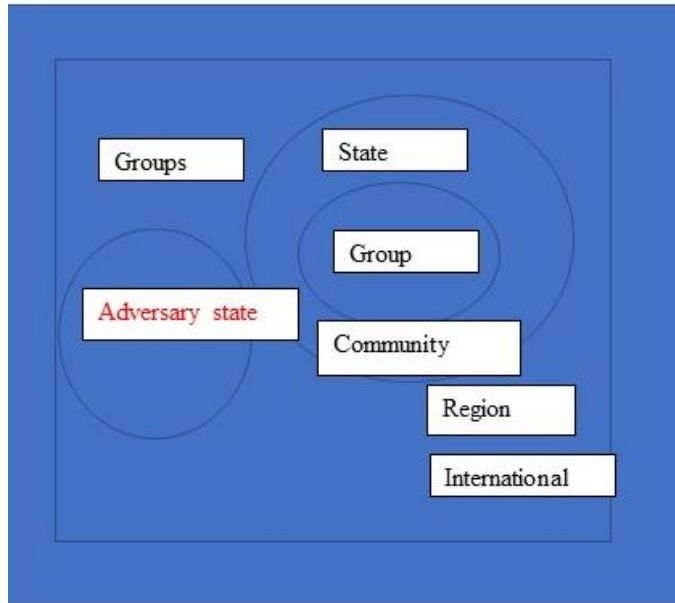 State
Groups
Group
Adversary state
Community
Region
International